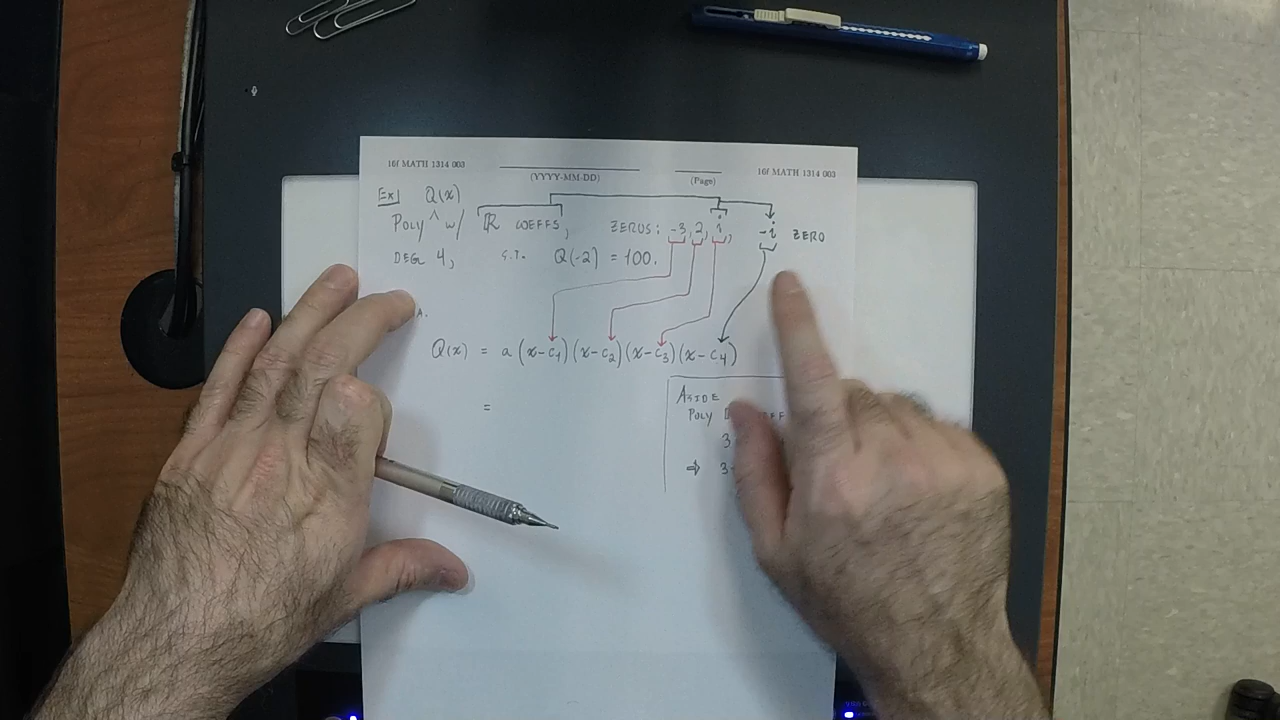 16f MATH 1314 003
(YYYY-MM-DD)
(Page)
16f MATH 1314 003
Ex Q(x)
POLY ^ w/ ℝ COEFFS, ZEROS: -3, 2, i, -i ZERO
DEG 4, s.t. Q(-2) = 100.
A.
Q(x) = a (x-c₁)(x-c₂)(x-c₃)(x-c₄)
=
ASIDE
POLY
3
⇒ 3